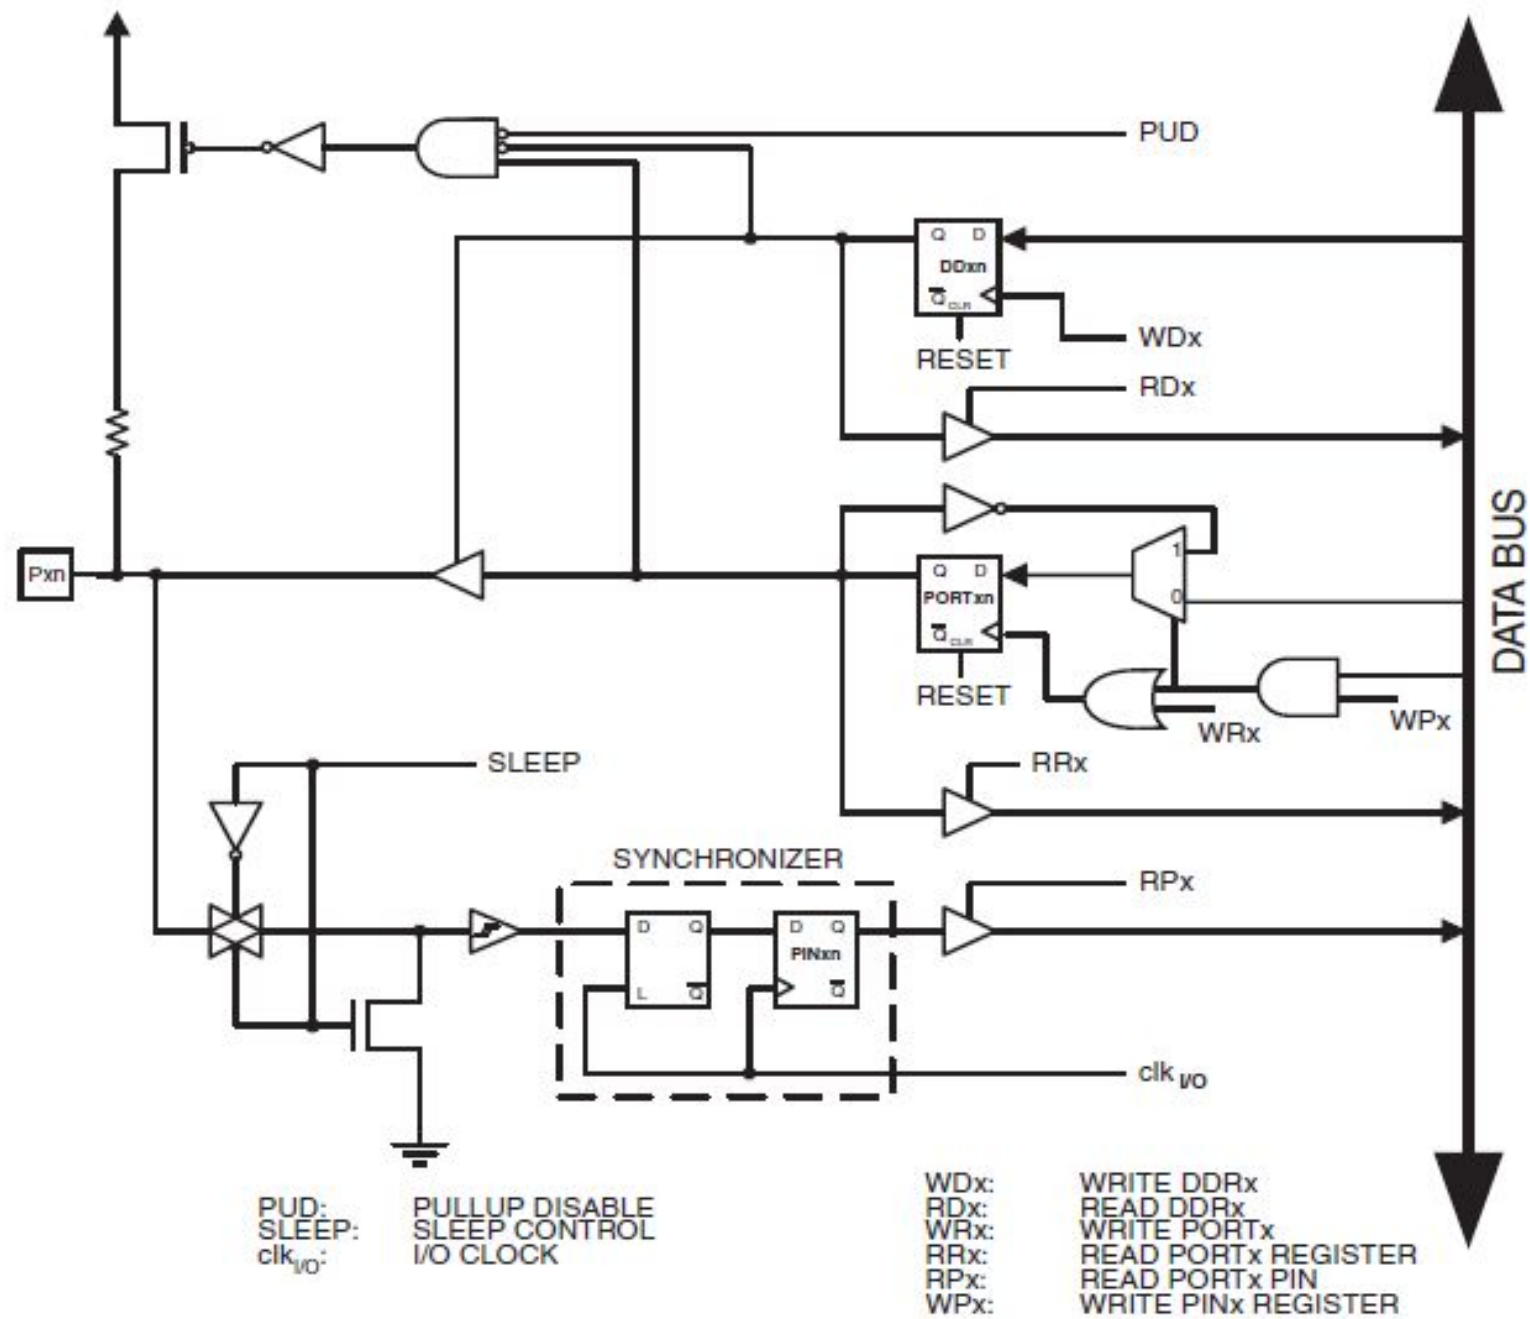 PUD
Q D
DDxn
Q CLR
WDx
RESET
RDx
1
Pxn
Q D
PORTxn
0
Q CLR
RESET
WRx
WPx
DATA BUS
SLEEP
RRx
SYNCHRONIZER
RPx
D Q
D Q
PINxn
L Q
Q
clk I/O
PUD: PULLUP DISABLE
SLEEP: SLEEP CONTROL
clkI/O: I/O CLOCK
WDx: WRITE DDRx
RDx: READ DDRx
WRx: WRITE PORTx
RRx: READ PORTx REGISTER
RPx: READ PORTx PIN
WPx: WRITE PINx REGISTER